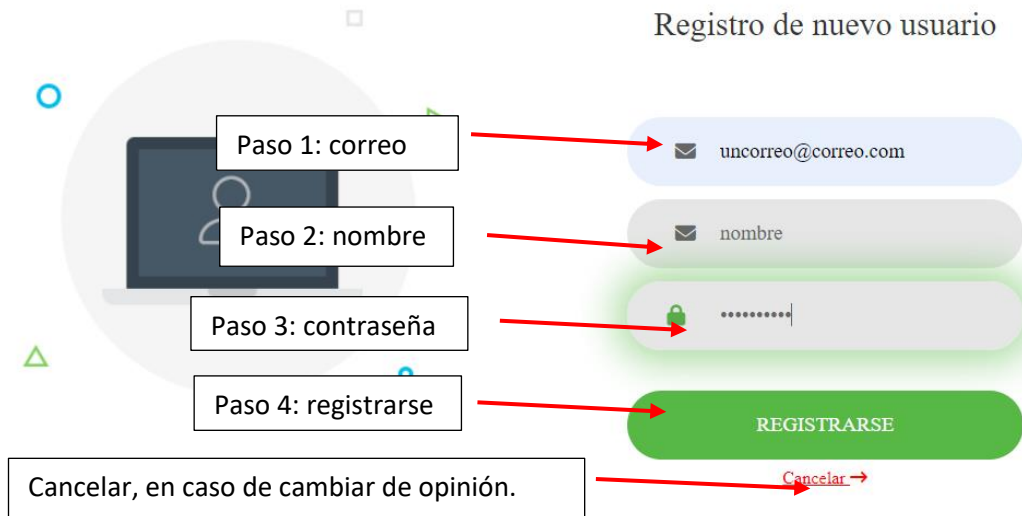 Registro de nuevo usuario
Paso 1: correo
uncorreo@correo.com
Paso 2: nombre
nombre
Paso 3: contraseña
••••••••••
Paso 4: registrarse
REGISTRARSE
Cancelar, en caso de cambiar de opinión.
Cancelar →